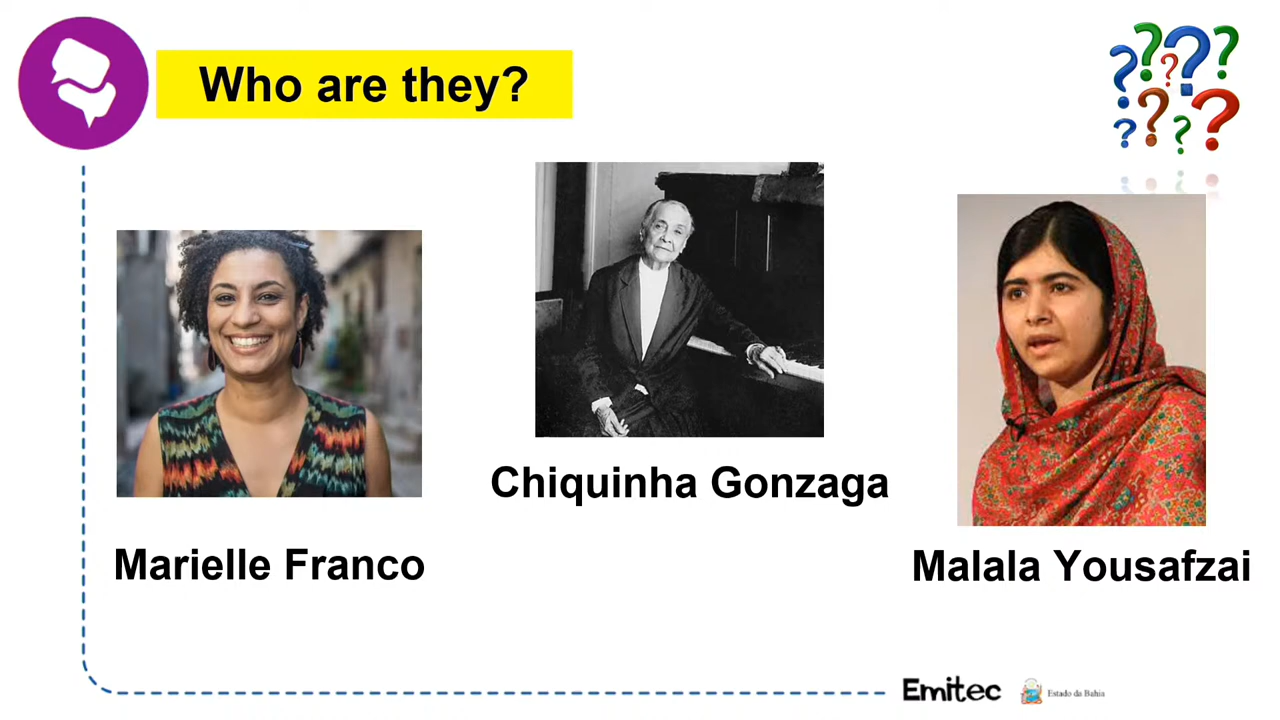 Who are they?
Chiquinha Gonzaga
Marielle Franco
Malala Yousafzai
Emitec
Estado da Bahia